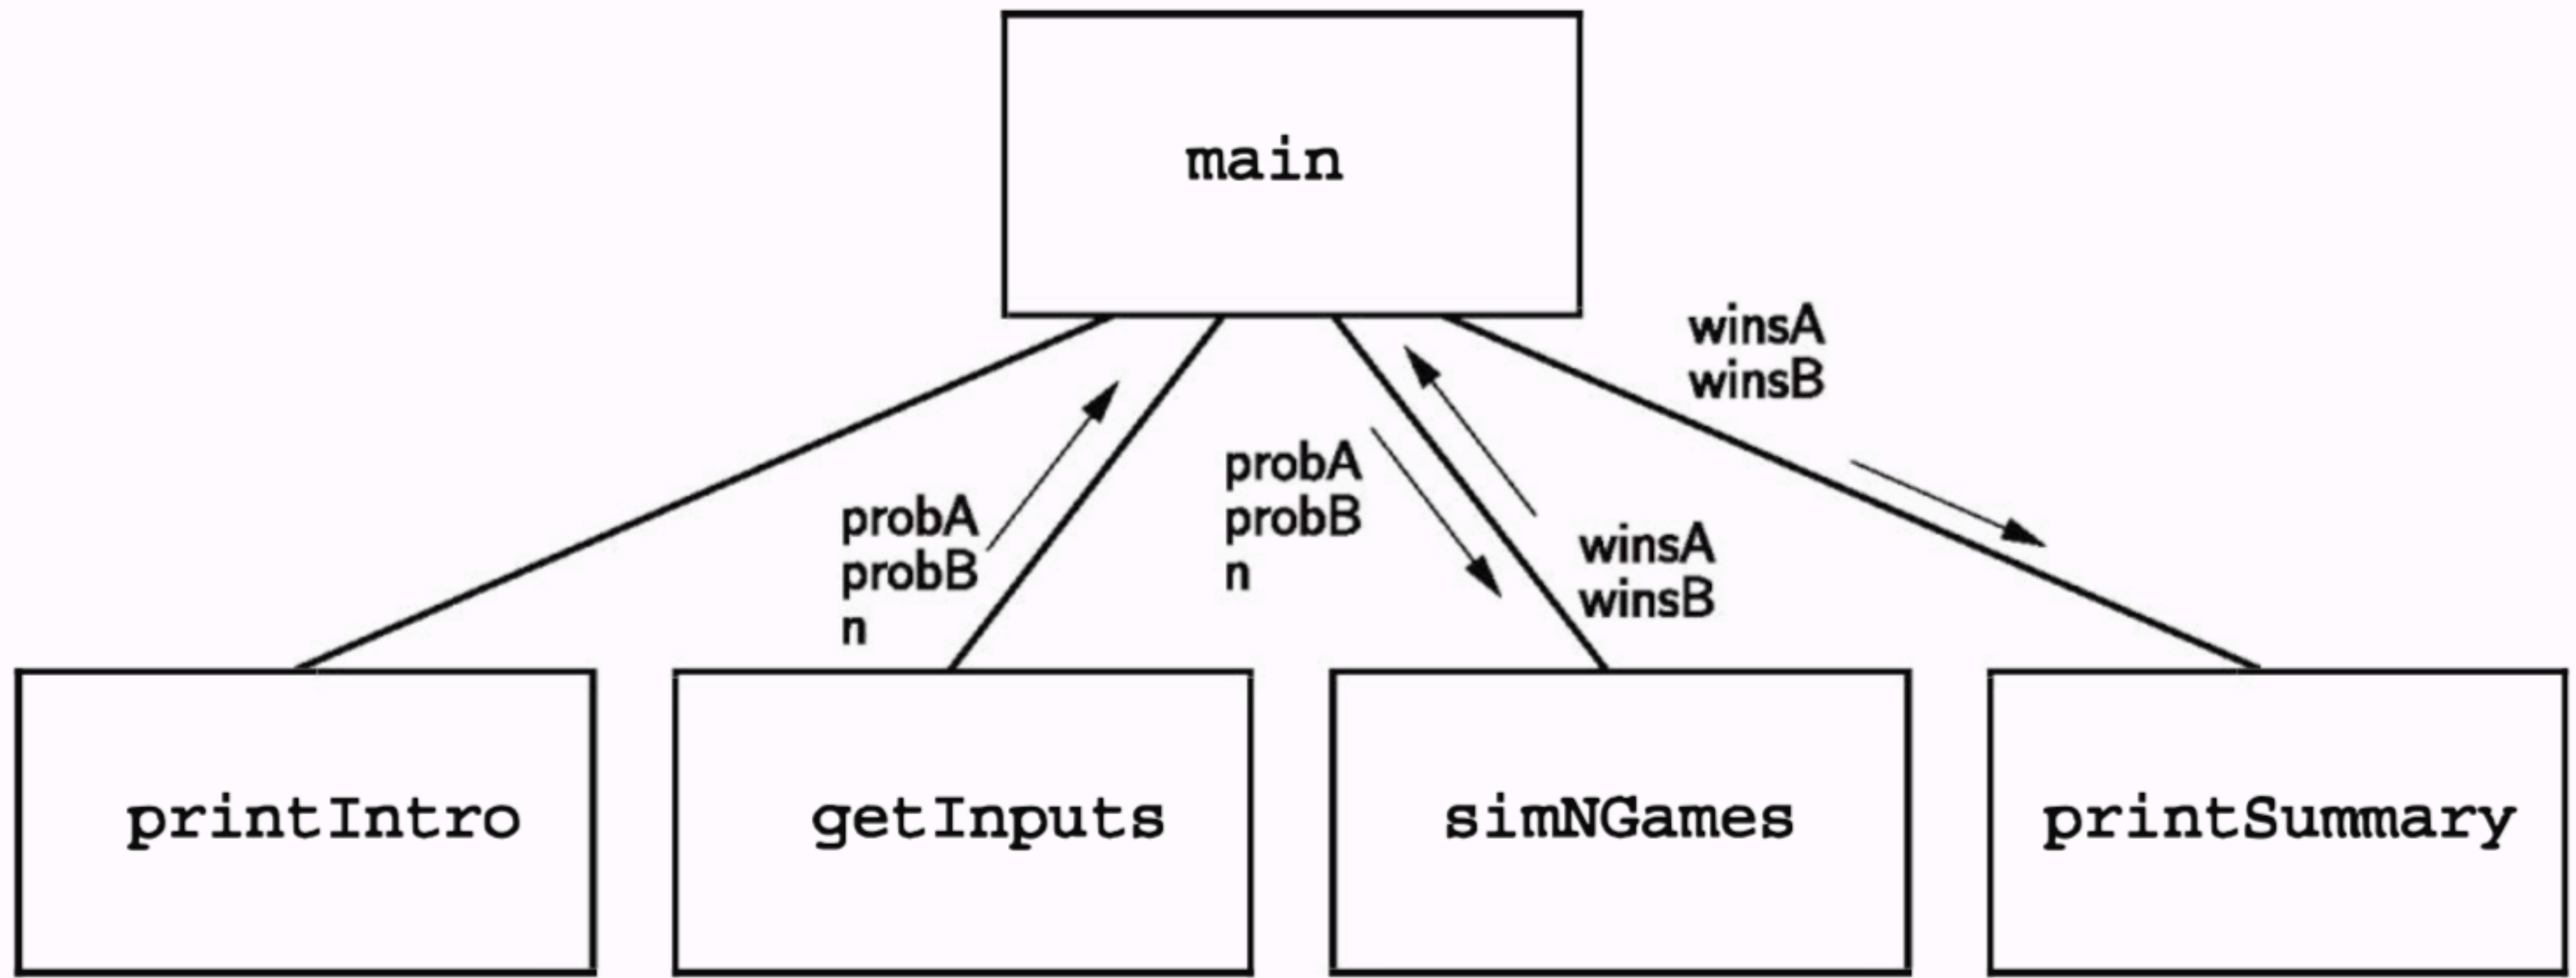 main
winsA
winsB
probA
probB
n
probA
probB
n
winsA
winsB
printIntro
getInputs
simNGames
printSummary